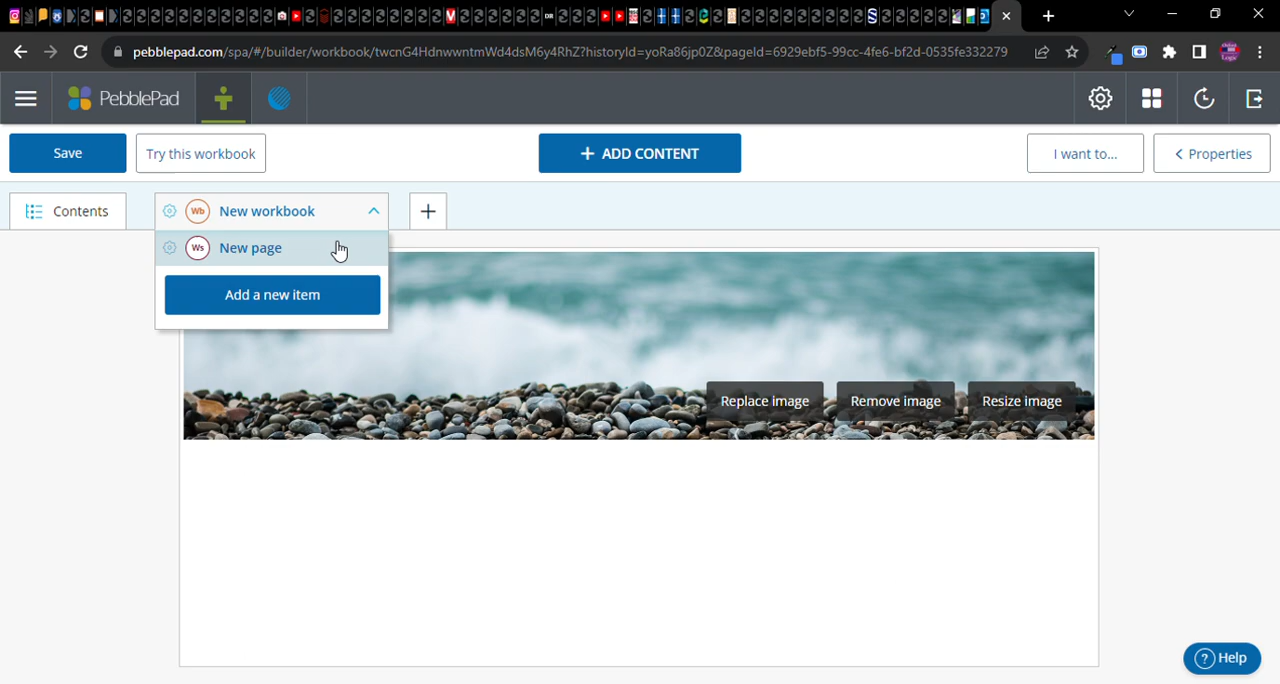 pebblepad.com/spa/#/builder/workbook/twcnG4HdnwwntmWd4dsM6y4RhZ?historyId=yoRa86jp0Z&pageId=6929ebf5-99cc-4fe6-bf2d-0535fe332279
PebblePad
Save
Try this workbook
+ ADD CONTENT
I want to...
< Properties
Contents
Wb New workbook
+
Ws New page
Add a new item
Replace image
Remove image
Resize image
? Help